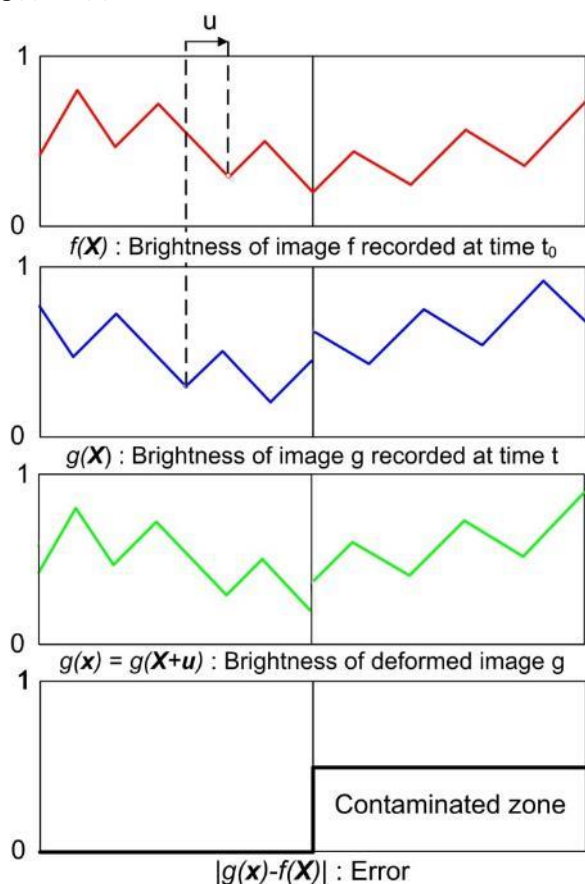 u
1
0
f(X) : Brightness of image f recorded at time t₀
1
0
g(X) : Brightness of image g recorded at time t
1
0
g(x) = g(X+u) : Brightness of deformed image g
1
Contaminated zone
0
|g(x)-f(X)| : Error